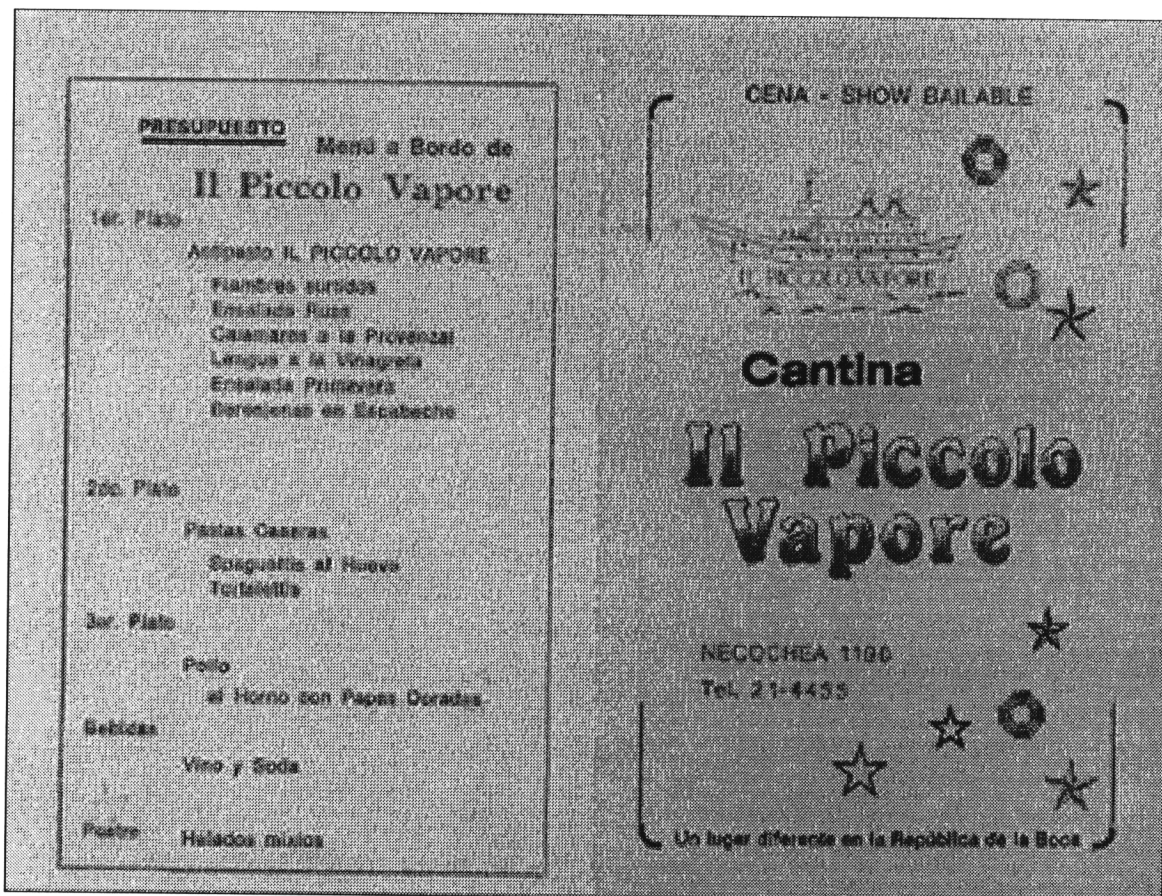 PRESUPUESTO
Menú a Bordo de
Il Piccolo Vapore
1er. Plato
Antipasto IL PICCOLO VAPORE
Fiambres surtidos
Ensalada Rusa
Calamares a la Provenzal
Lengua a la Vinagreta
Ensalada Primavera
Berenjenas en Escabeche
2do. Plato
Pastas Caseras
Spaguettis al Huevo
3er. Plato
Pollo
al Horno con Papas Doradas
Bebidas
Vino y Soda
Postre Helados mixtos
CENA - SHOW BAILABLE
IL PICCOLO VAPORE
Cantina
Il Piccolo
Vapore
NECOCHEA 1190
Tel. 21-4455
Un lugar diferente en la República de la Boca